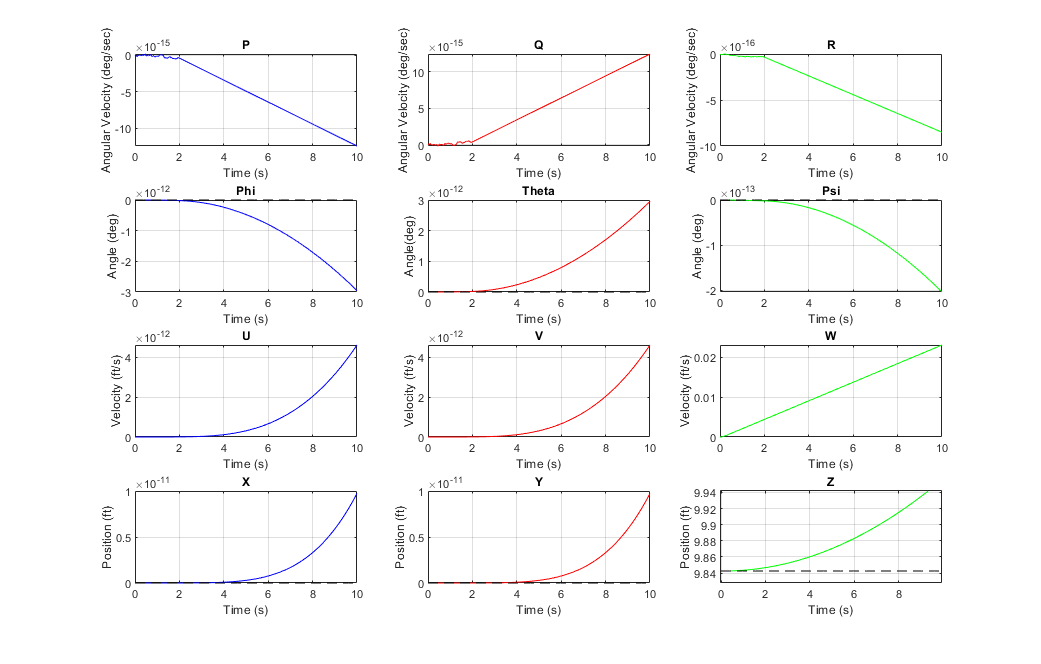 P
×10^-15
Angular Velocity (deg/sec)
0
-5
-10
0 2 4 6 8 10
Time (s)
Q
×10^-15
Angular Velocity (deg/sec)
10
5
0
0 2 4 6 8 10
Time (s)
R
×10^-16
Angular Velocity (deg/sec)
0
-5
-10
0 2 4 6 8 10
Time (s)
Phi
×10^-12
Angle (deg)
0
-1
-2
-3
0 2 4 6 8 10
Time (s)
Theta
×10^-12
Angle(deg)
3
2
1
0
0 2 4 6 8 10
Time (s)
Psi
×10^-13
Angle (deg)
0
-1
-2
0 2 4 6 8 10
Time (s)
U
×10^-12
Velocity (ft/s)
4
2
0
0 2 4 6 8 10
Time (s)
V
×10^-12
Velocity (ft/s)
4
2
0
0 2 4 6 8 10
Time (s)
W
Velocity (ft/s)
0.02
0.01
0
0 2 4 6 8 10
Time (s)
X
×10^-11
Position (ft)
1
0.5
0
0 2 4 6 8 10
Time (s)
Y
×10^-11
Position (ft)
1
0.5
0
0 2 4 6 8 10
Time (s)
Z
Position (ft)
9.94
9.92
9.9
9.88
9.86
9.84
0 2 4 6 8
Time (s)